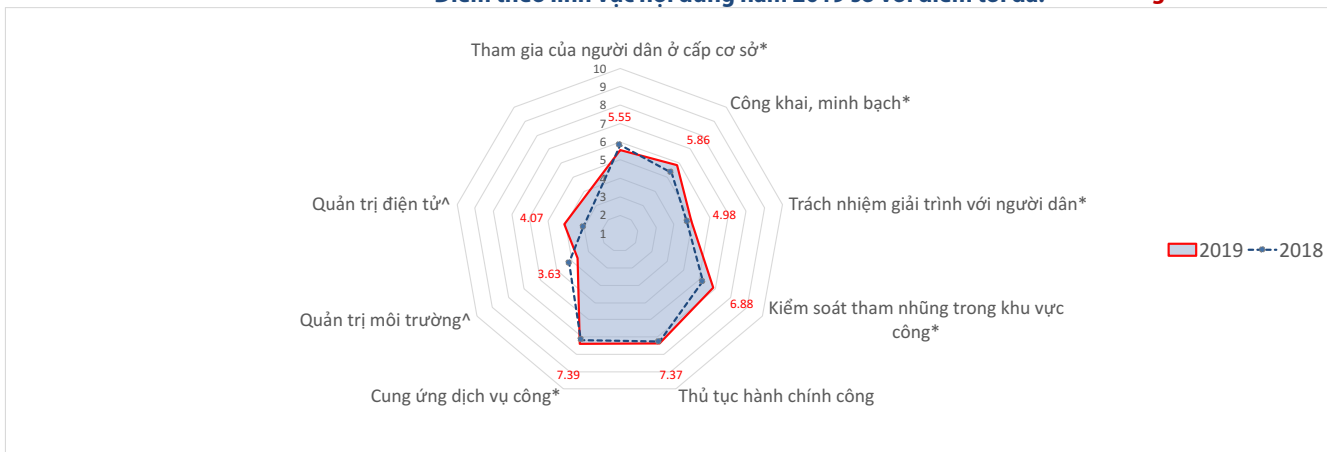 Tham gia của người dân ở cấp cơ sở*
10
9
8
7
6
5
4
3
2
1
5.55
Công khai, minh bạch*
5.86
Trách nhiệm giải trình với người dân*
4.98
Kiểm soát tham nhũng trong khu vực
công*
6.88
Thủ tục hành chính công
7.37
Cung ứng dịch vụ công*
7.39
Quản trị môi trường^
3.63
Quản trị điện tử^
4.07
2019
2018